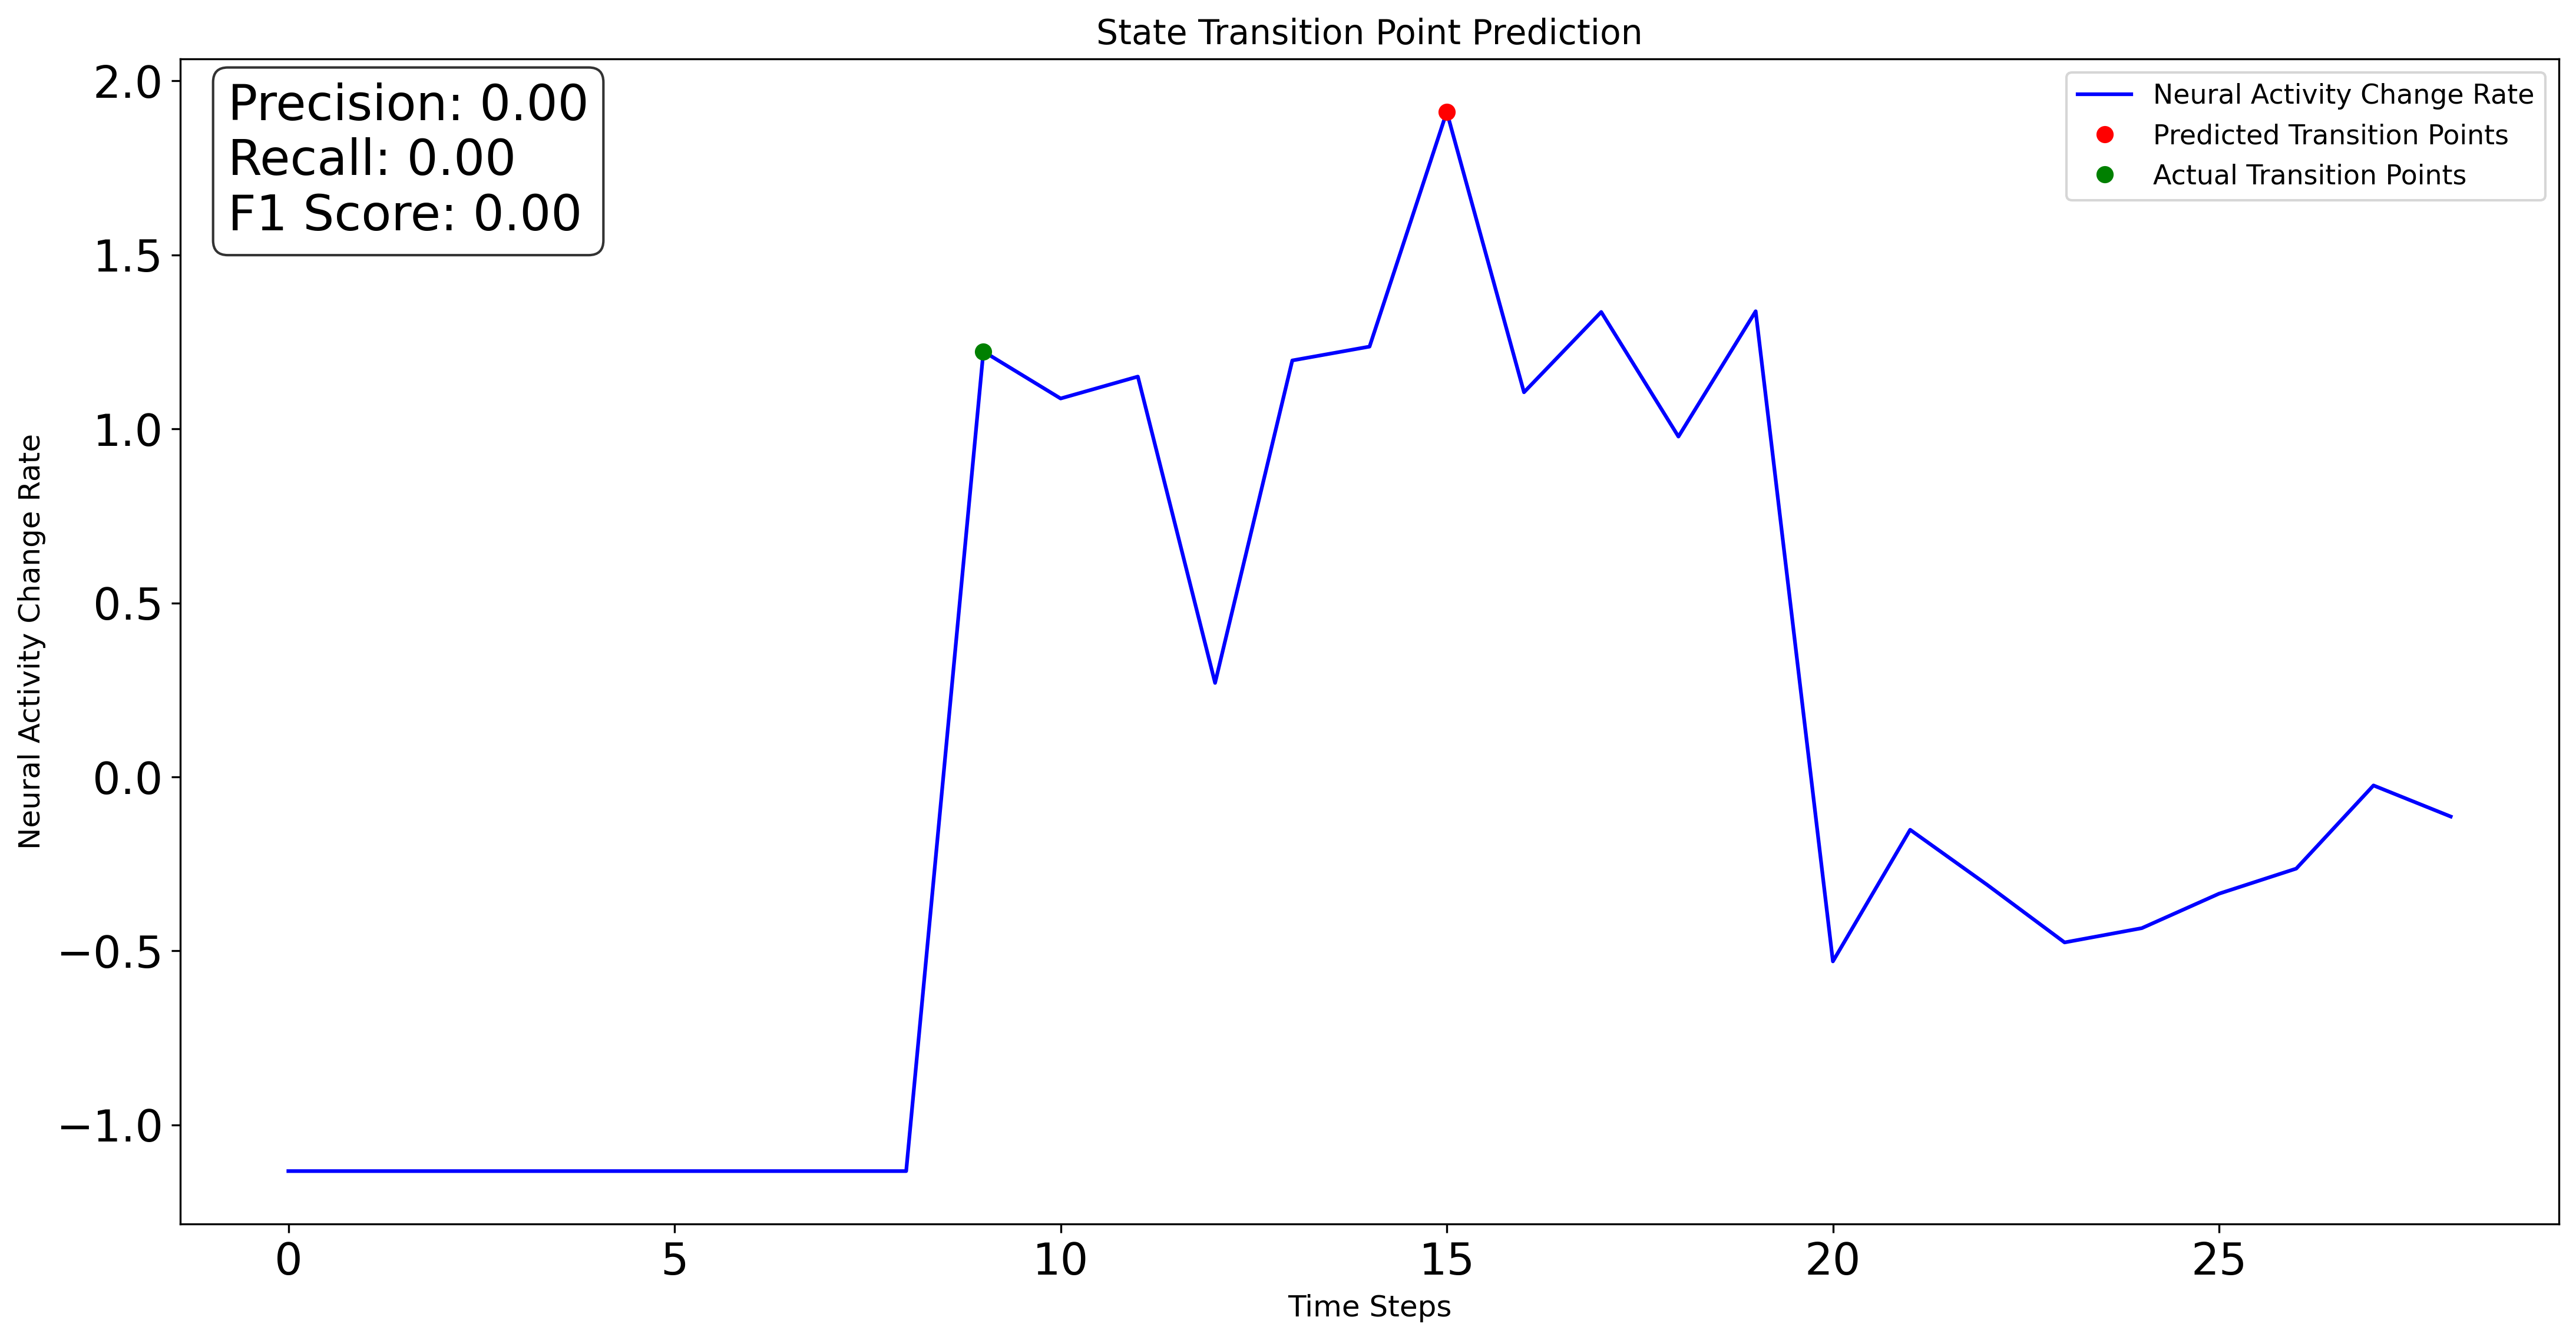 State Transition Point Prediction
Precision: 0.00
Recall: 0.00
F1 Score: 0.00
Neural Activity Change Rate
Predicted Transition Points
Actual Transition Points
Neural Activity Change Rate
2.0
1.5
1.0
0.5
0.0
−0.5
−1.0
0 5 10 15 20 25
Time Steps